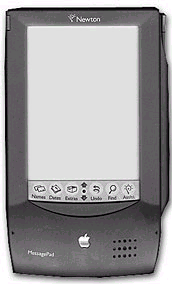 Newton
Names Dates Extras Undo Find Assist
MessagePad